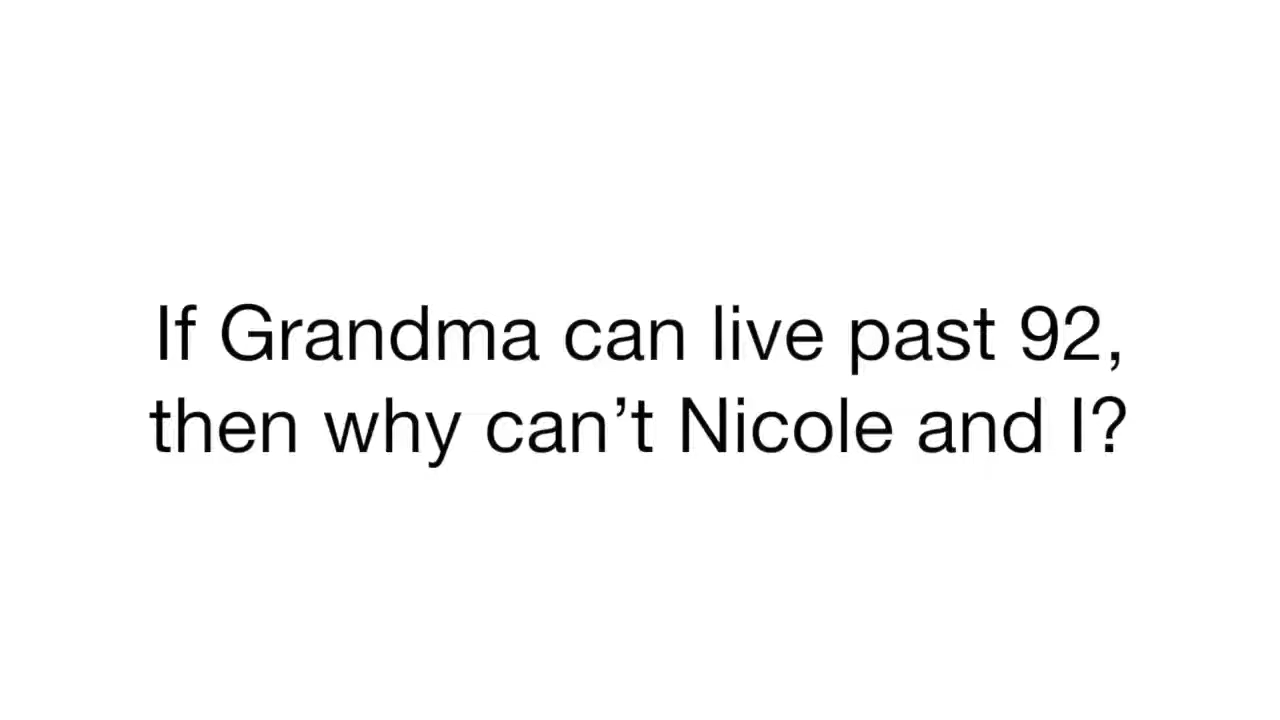 If Grandma can live past 92,
then why can’t Nicole and I?